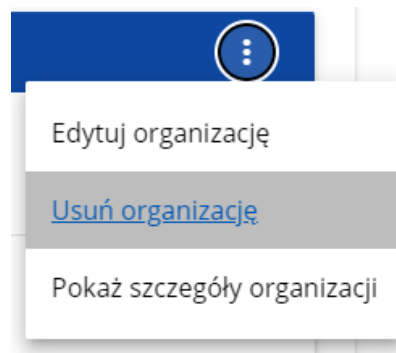 Edytuj organizację
Usuń organizację
Pokaż szczegóły organizacji